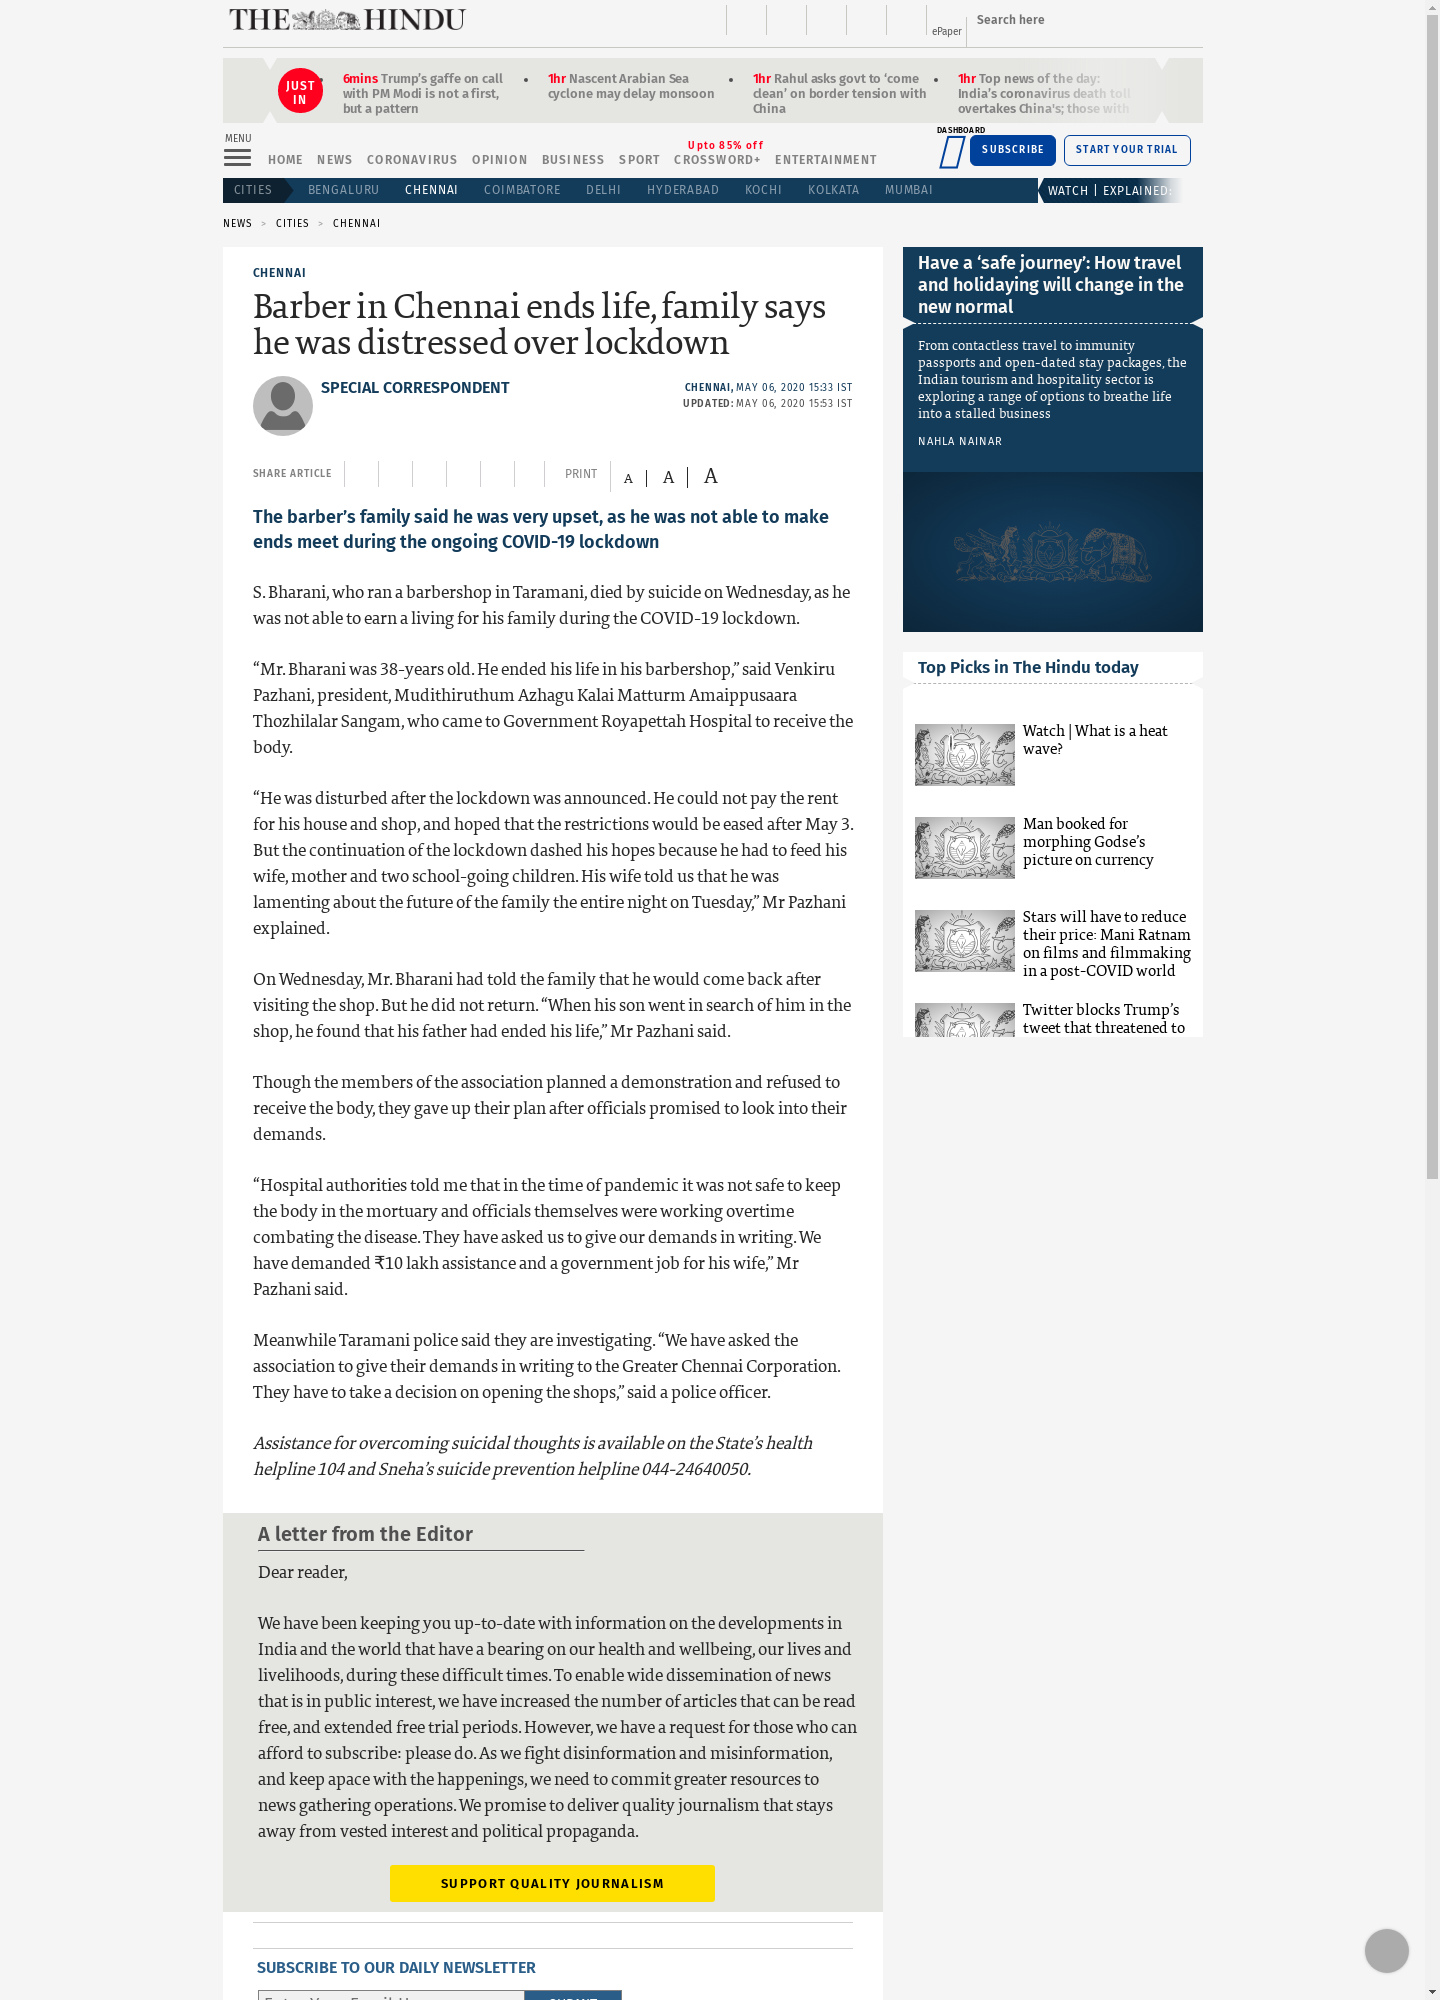 THE HINDU
ePaper
Search here
JUST IN
6mins Trump's gaffe on call
with PM Modi is not a first,
but a pattern
1hr Nascent Arabian Sea
cyclone may delay monsoon
1hr Rahul asks govt to ‘come
clean’ on border tension with
China
1hr Top news of the day:
India’s coronavirus death toll
overtakes China's; those with
MENU
HOME NEWS CORONAVIRUS OPINION BUSINESS SPORT CROSSWORD+ ENTERTAINMENT
Upto 85% off
DASHBOARD
SUBSCRIBE
START YOUR TRIAL
CITIES BENGALURU CHENNAI COIMBATORE DELHI HYDERABAD KOCHI KOLKATA MUMBAI
WATCH | EXPLAINED:
NEWS > CITIES > CHENNAI
CHENNAI
Barber in Chennai ends life, family says
he was distressed over lockdown
SPECIAL CORRESPONDENT
CHENNAI, MAY 06, 2020 15:33 IST
UPDATED: MAY 06, 2020 15:53 IST
SHARE ARTICLE
PRINT
A A A
The barber’s family said he was very upset, as he was not able to make
ends meet during the ongoing COVID-19 lockdown
S. Bharani, who ran a barbershop in Taramani, died by suicide on Wednesday, as he
was not able to earn a living for his family during the COVID-19 lockdown.
“Mr. Bharani was 38-years old. He ended his life in his barbershop,” said Venkiru
Pazhani, president, Mudithiruthum Azhagu Kalai Matturm Amaippusaara
Thozhilalar Sangam, who came to Government Royapettah Hospital to receive the
body.
“He was disturbed after the lockdown was announced. He could not pay the rent
for his house and shop, and hoped that the restrictions would be eased after May 3.
But the continuation of the lockdown dashed his hopes because he had to feed his
wife, mother and two school-going children. His wife told us that he was
lamenting about the future of the family the entire night on Tuesday,” Mr Pazhani
explained.
On Wednesday, Mr. Bharani had told the family that he would come back after
visiting the shop. But he did not return. “When his son went in search of him in the
shop, he found that his father had ended his life,” Mr Pazhani said.
Though the members of the association planned a demonstration and refused to
receive the body, they gave up their plan after officials promised to look into their
demands.
“Hospital authorities told me that in the time of pandemic it was not safe to keep
the body in the mortuary and officials themselves were working overtime
combating the disease. They have asked us to give our demands in writing. We
have demanded ₹10 lakh assistance and a government job for his wife,” Mr
Pazhani said.
Meanwhile Taramani police said they are investigating. “We have asked the
association to give their demands in writing to the Greater Chennai Corporation.
They have to take a decision on opening the shops,” said a police officer.
Assistance for overcoming suicidal thoughts is available on the State’s health
helpline 104 and Sneha’s suicide prevention helpline 044-24640050.
A letter from the Editor
Dear reader,
We have been keeping you up-to-date with information on the developments in
India and the world that have a bearing on our health and wellbeing, our lives and
livelihoods, during these difficult times. To enable wide dissemination of news
that is in public interest, we have increased the number of articles that can be read
free, and extended free trial periods. However, we have a request for those who can
afford to subscribe: please do. As we fight disinformation and misinformation,
and keep apace with the happenings, we need to commit greater resources to
news gathering operations. We promise to deliver quality journalism that stays
away from vested interest and political propaganda.
SUPPORT QUALITY JOURNALISM
SUBSCRIBE TO OUR DAILY NEWSLETTER
Have a ‘safe journey’: How travel
and holidaying will change in the
new normal
From contactless travel to immunity
passports and open-dated stay packages, the
Indian tourism and hospitality sector is
exploring a range of options to breathe life
into a stalled business
NAHLA NAINAR
Top Picks in The Hindu today
Watch | What is a heat
wave?
Man booked for
morphing Godse’s
picture on currency
Stars will have to reduce
their price: Mani Ratnam
on films and filmmaking
in a post-COVID world
Twitter blocks Trump’s
tweet that threatened to